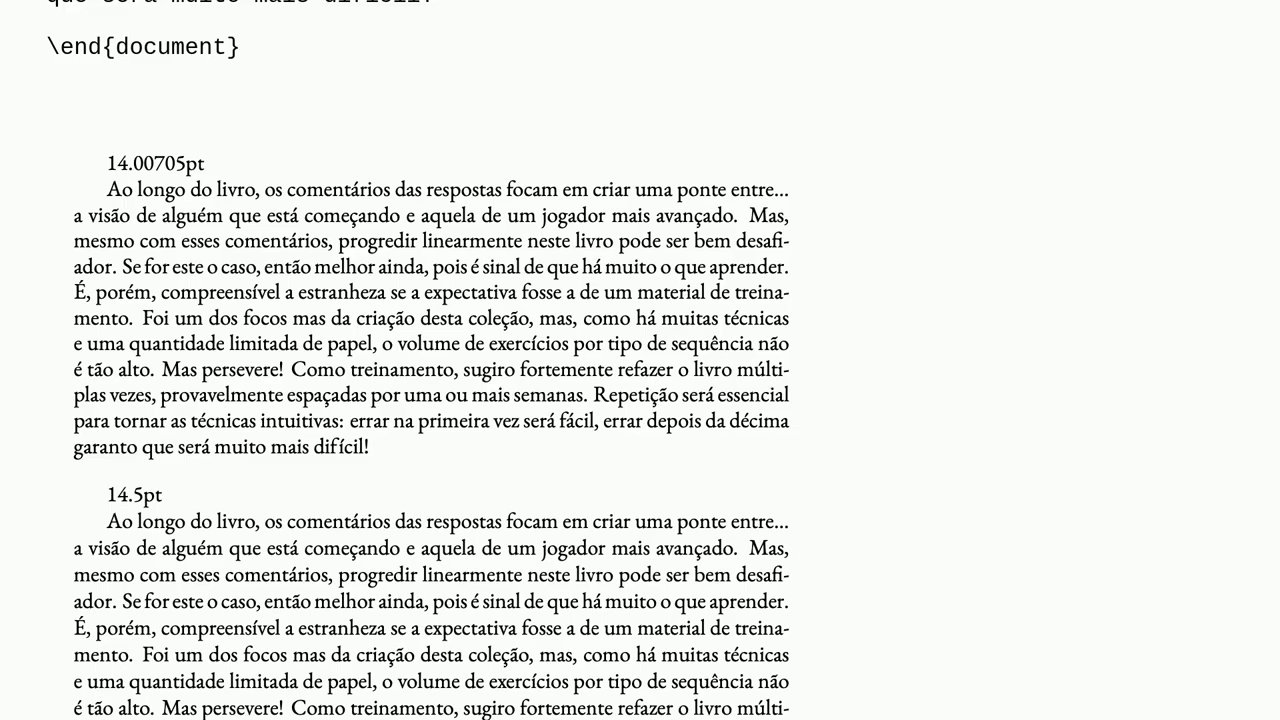 que será muito mais difícil!
\end{document}
14.00705pt
Ao longo do livro, os comentários das respostas focam em criar uma ponte entre...
a visão de alguém que está começando e aquela de um jogador mais avançado. Mas,
mesmo com esses comentários, progredir linearmente neste livro pode ser bem desafi-
ador. Se for este o caso, então melhor ainda, pois é sinal de que há muito o que aprender.
É, porém, compreensível a estranheza se a expectativa fosse a de um material de treina-
mento. Foi um dos focos mas da criação desta coleção, mas, como há muitas técnicas
e uma quantidade limitada de papel, o volume de exercícios por tipo de sequência não
é tão alto. Mas persevere! Como treinamento, sugiro fortemente refazer o livro múlti-
plas vezes, provavelmente espaçadas por uma ou mais semanas. Repetição será essencial
para tornar as técnicas intuitivas: errar na primeira vez será fácil, errar depois da décima
garanto que será muito mais difícil!
14.5pt
Ao longo do livro, os comentários das respostas focam em criar uma ponte entre...
a visão de alguém que está começando e aquela de um jogador mais avançado. Mas,
mesmo com esses comentários, progredir linearmente neste livro pode ser bem desafi-
ador. Se for este o caso, então melhor ainda, pois é sinal de que há muito o que aprender.
É, porém, compreensível a estranheza se a expectativa fosse a de um material de treina-
mento. Foi um dos focos mas da criação desta coleção, mas, como há muitas técnicas
e uma quantidade limitada de papel, o volume de exercícios por tipo de sequência não
é tão alto. Mas persevere! Como treinamento, sugiro fortemente refazer o livro múlti-